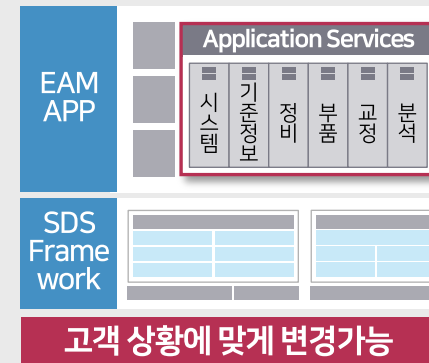 EAM
APP
Application Services
시스템
기준정보
정비
부품
교정
분석
SDS
Frame
work
고객 상황에 맞게 변경가능